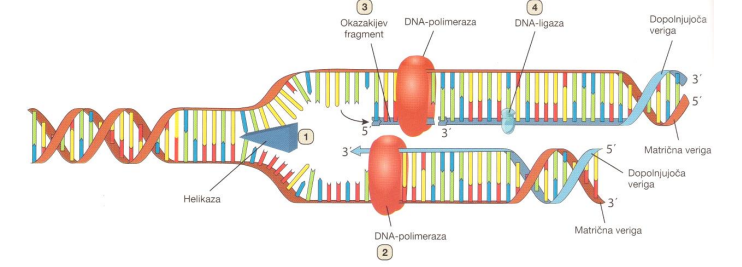 3
Okazakijev
fragment
DNA-polimeraza
4
DNA-ligaza
Dopolnjujoča
veriga
3´
5´
Matrična veriga
5´
3´
1
Helikaza
3´
5´
Dopolnjujoča
veriga
3´
Matrična veriga
DNA-polimeraza
2